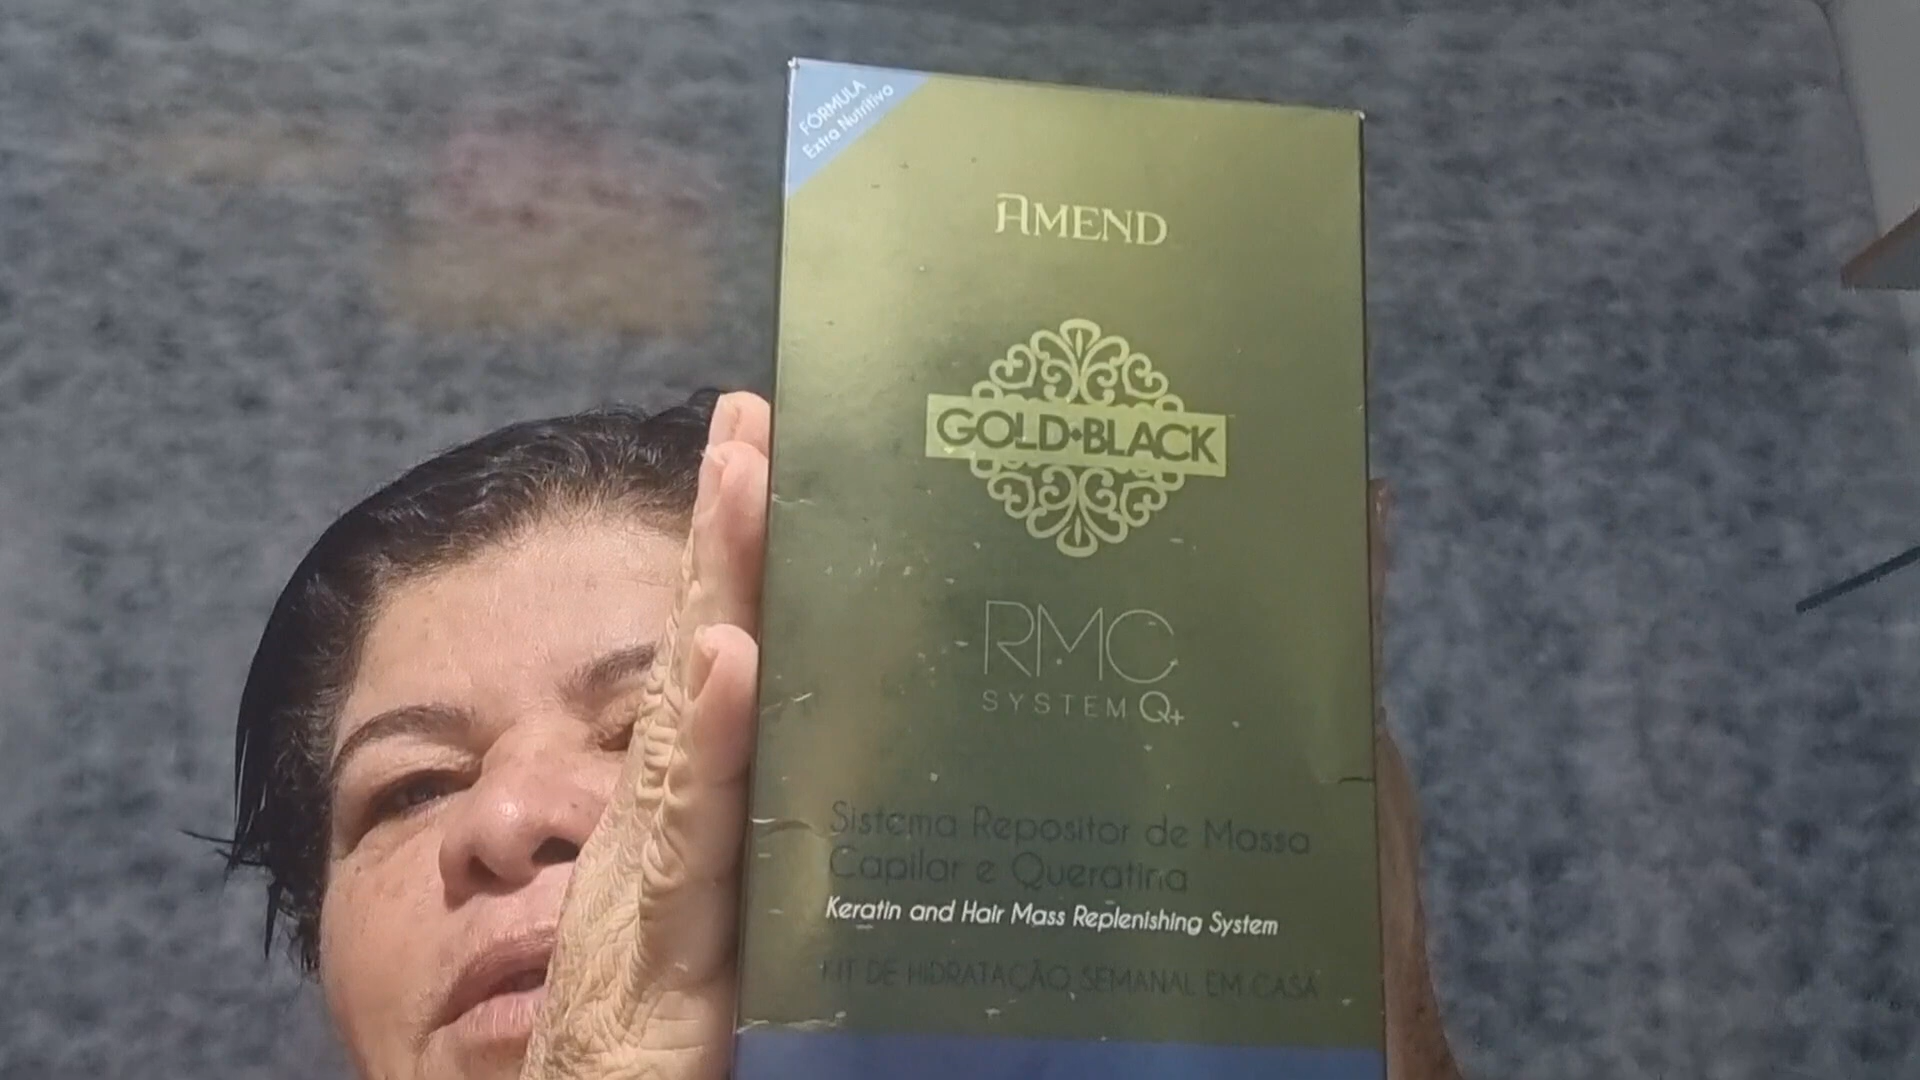 FÓRMULA
Extra Nutritivo
AMEND
GOLD•BLACK
RMC
SYSTEM Q+
Sistema Repositor de Massa
Capilar e Queratina
Keratin and Hair Mass Replenishing System
KIT DE HIDRATAÇÃO SEMANAL EM CASA